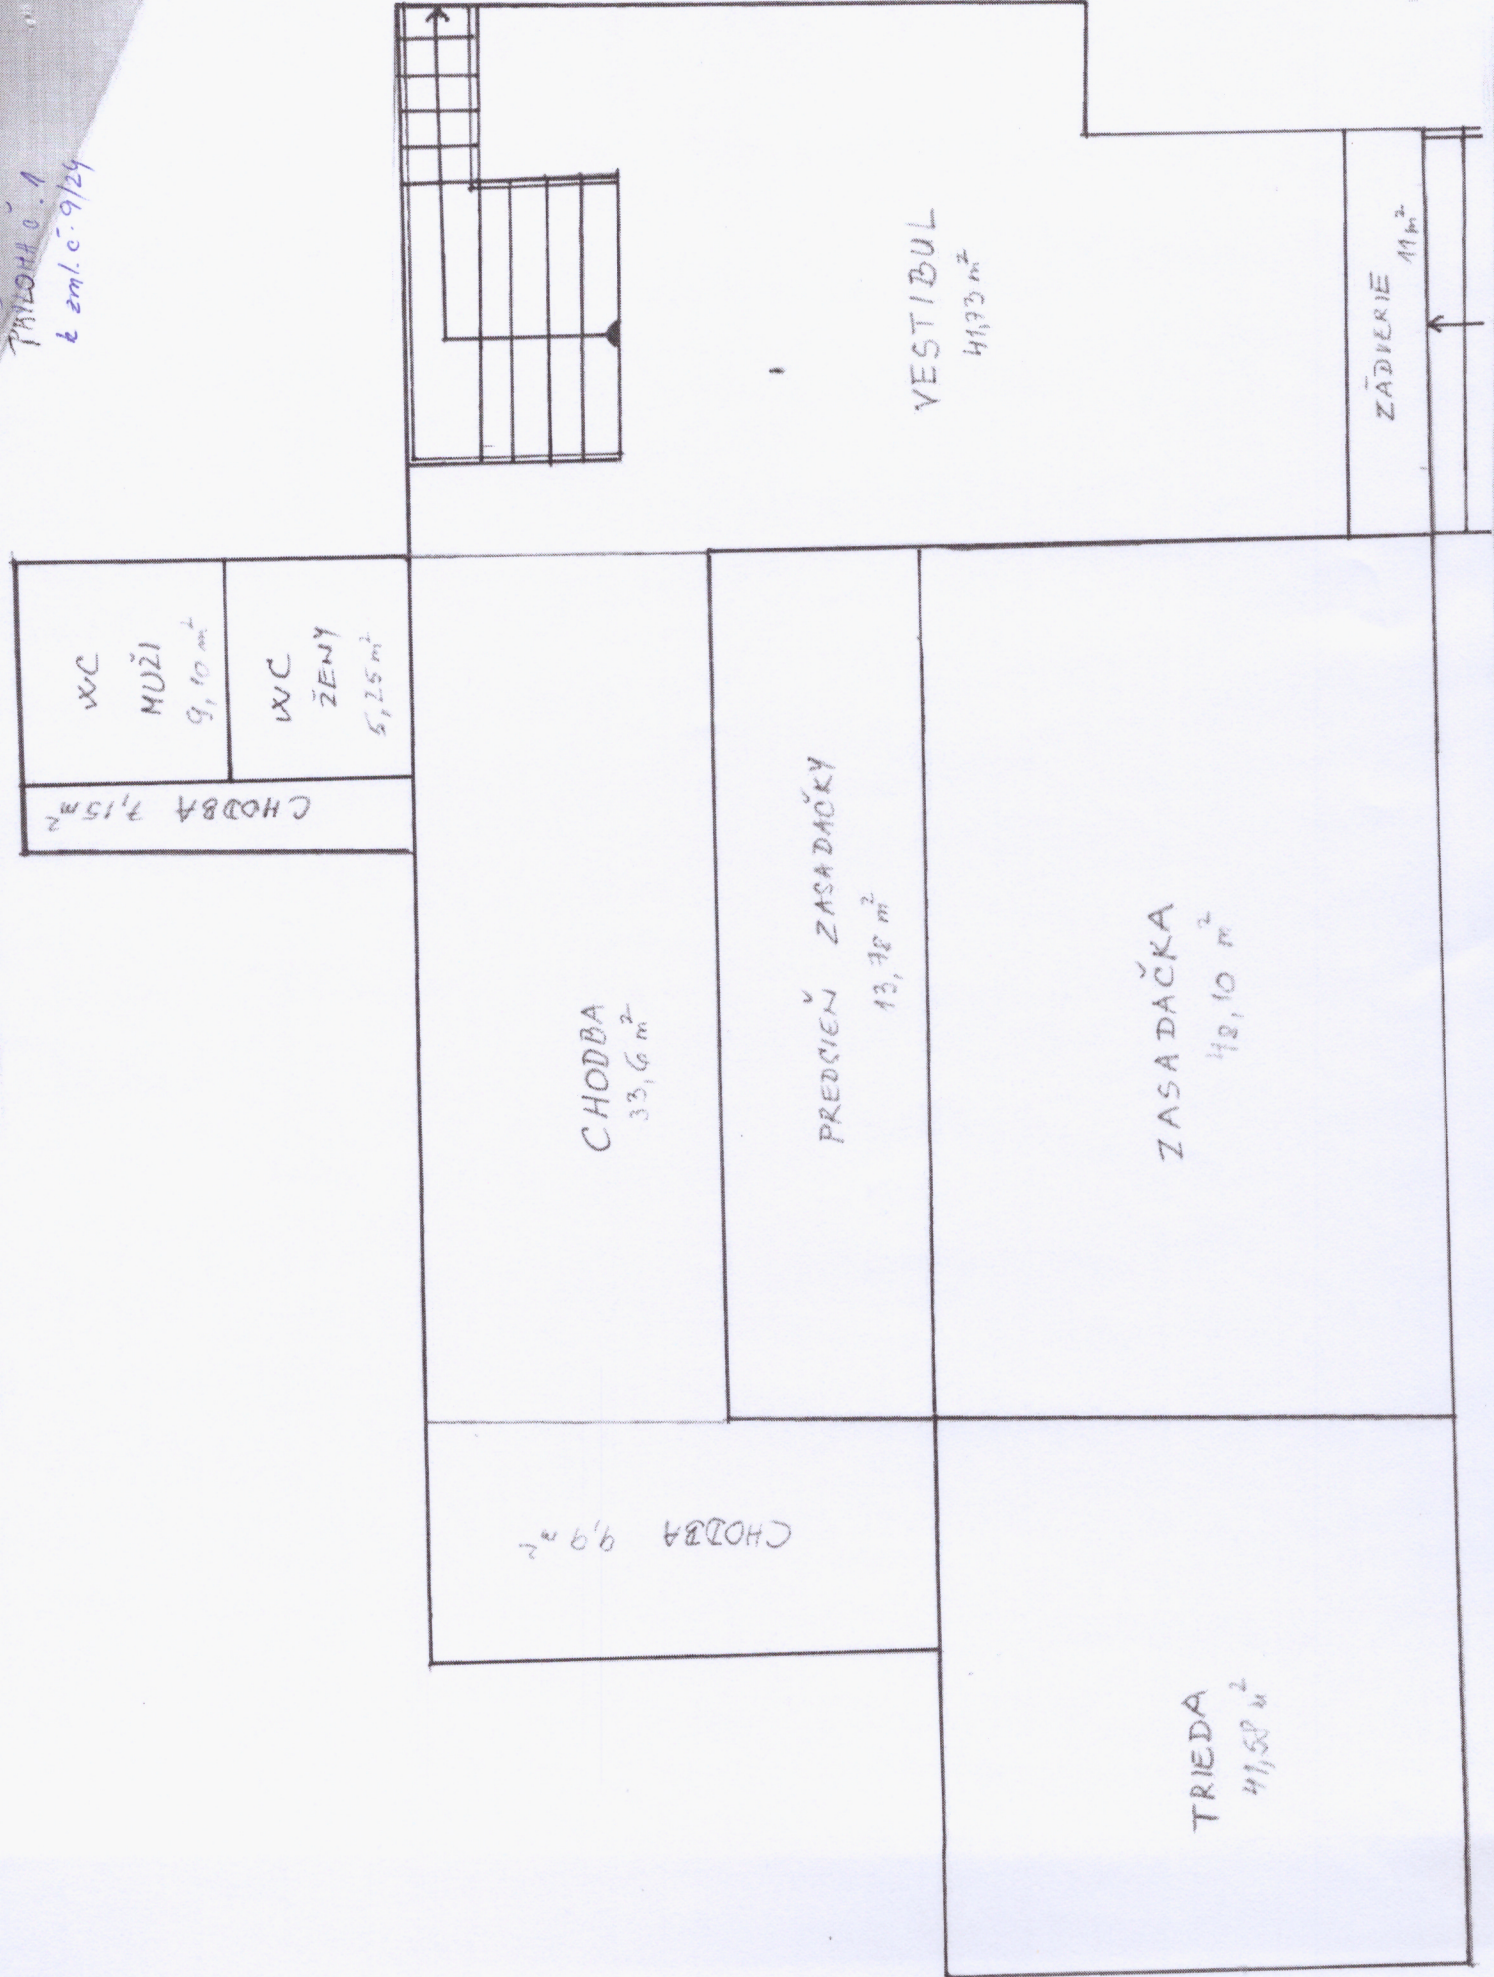 PRÍLOHA č. 1
k zml. č. 9/24
WC
MUŽI
9,10 m²
WC
ŽENY
5,25 m²
CHODBA 7,15 m²
VESTIBUL
41,73 m²
ZÁDVERIE
11 m²
CHODBA
33,6 m²
PREDSIEŇ ZASADAČKY
13,78 m²
ZASADAČKA
48,10 m²
CHODBA 9,9 m²
TRIEDA
41,58 m²